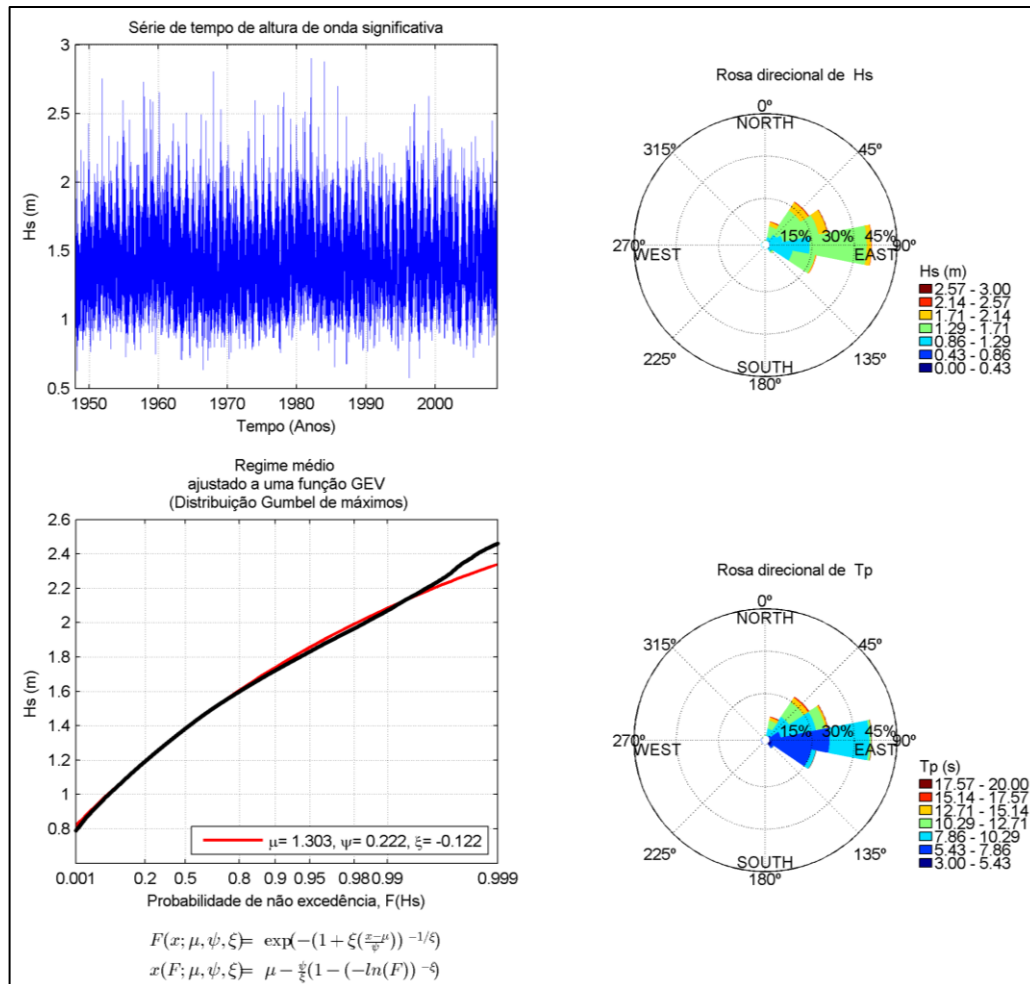 Série de tempo de altura de onda significativa
3
2.5
2
1.5
1
0.5
Hs (m)
1950 1960 1970 1980 1990 2000
Tempo (Anos)
Rosa direcional de Hs
0º
NORTH
315º 45º
15% 30% 45%
270º 90º
WEST EAST
225º 135º
SOUTH
180º
Hs (m)
2.57 - 3.00
2.14 - 2.57
1.71 - 2.14
1.29 - 1.71
0.86 - 1.29
0.43 - 0.86
0.00 - 0.43
Regime médio
ajustado a uma função GEV
(Distribuição Gumbel de máximos)
2.6
2.4
2.2
2
1.8
1.6
1.4
1.2
1
0.8
Hs (m)
μ= 1.303, ψ= 0.222, ξ= -0.122
0.001 0.2 0.5 0.8 0.9 0.95 0.98 0.99 0.999
Probabilidade de não excedência, F(Hs)
F(x; μ, ψ, ξ)= exp(-(1 + ξ((x-μ)/ψ)) ^(-1/ξ))
x(F; μ, ψ, ξ)= μ - ψ/ξ(1 - (-ln(F)) ^(-ξ))
Rosa direcional de Tp
0º
NORTH
315º 45º
15% 30% 45%
270º 90º
WEST EAST
225º 135º
SOUTH
180º
Tp (s)
17.57 - 20.00
15.14 - 17.57
12.71 - 15.14
10.29 - 12.71
7.86 - 10.29
5.43 - 7.86
3.00 - 5.43